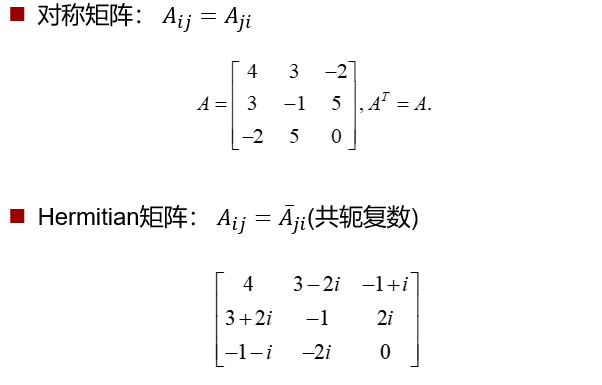 ■ 对称矩阵： A_{ij} = A_{ji}
A = \begin{bmatrix} 4 & 3 & -2 \\ 3 & -1 & 5 \\ -2 & 5 & 0 \end{bmatrix}, A^T = A.
■ Hermitian矩阵： A_{ij} = \bar{A}_{ji}(共轭复数)
\begin{bmatrix} 4 & 3-2i & -1+i \\ 3+2i & -1 & 2i \\ -1-i & -2i & 0 \end{bmatrix}